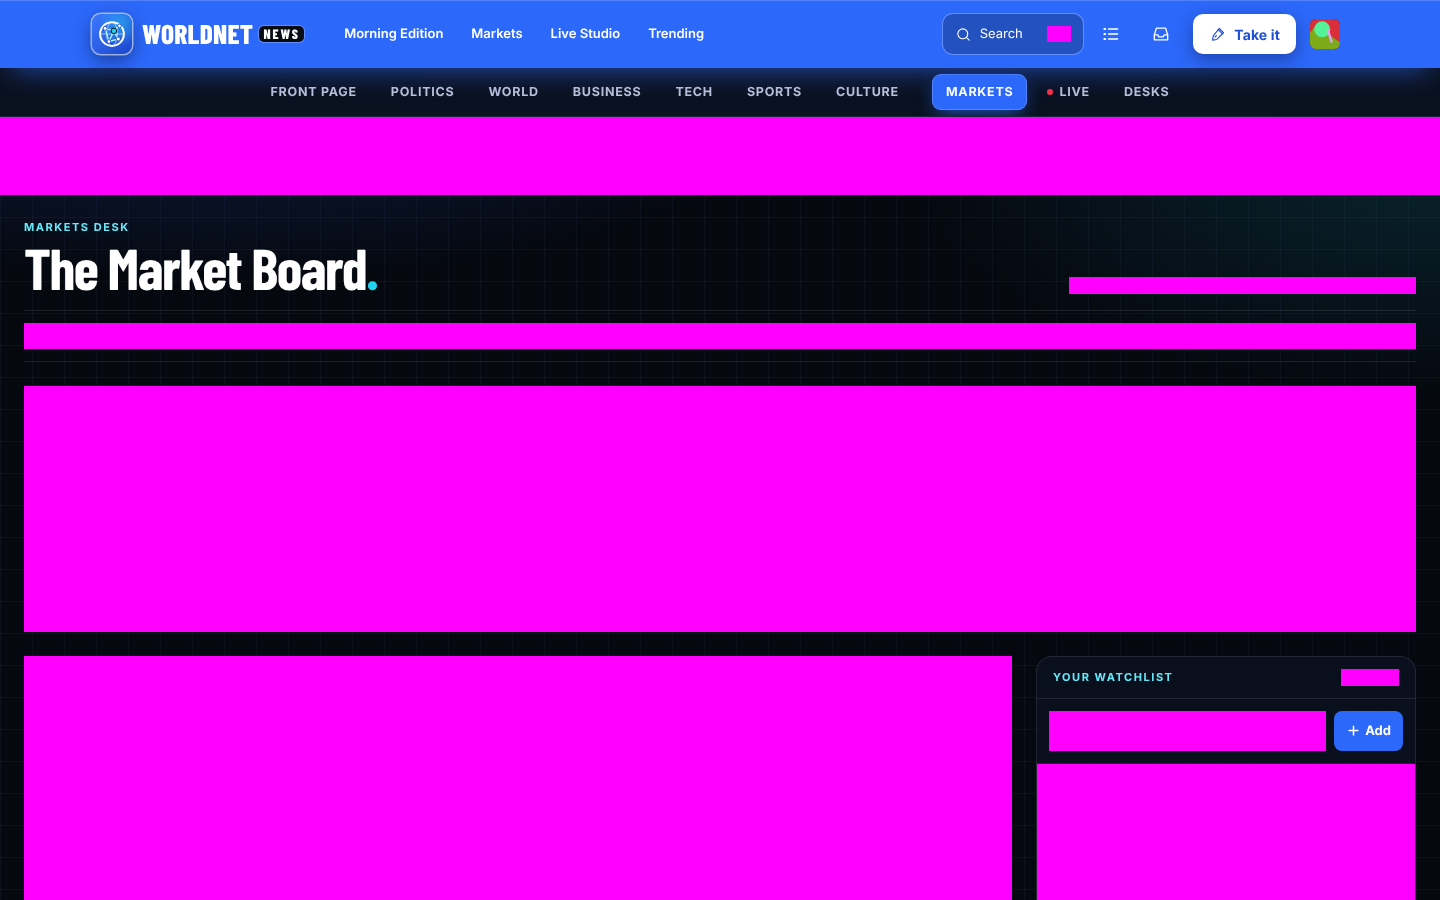 WORLDNET NEWS
Morning Edition
Markets
Live Studio
Trending
Search
Take it
FRONT PAGE
POLITICS
WORLD
BUSINESS
TECH
SPORTS
CULTURE
MARKETS
LIVE
DESKS
MARKETS DESK
The Market Board.
YOUR WATCHLIST
Add